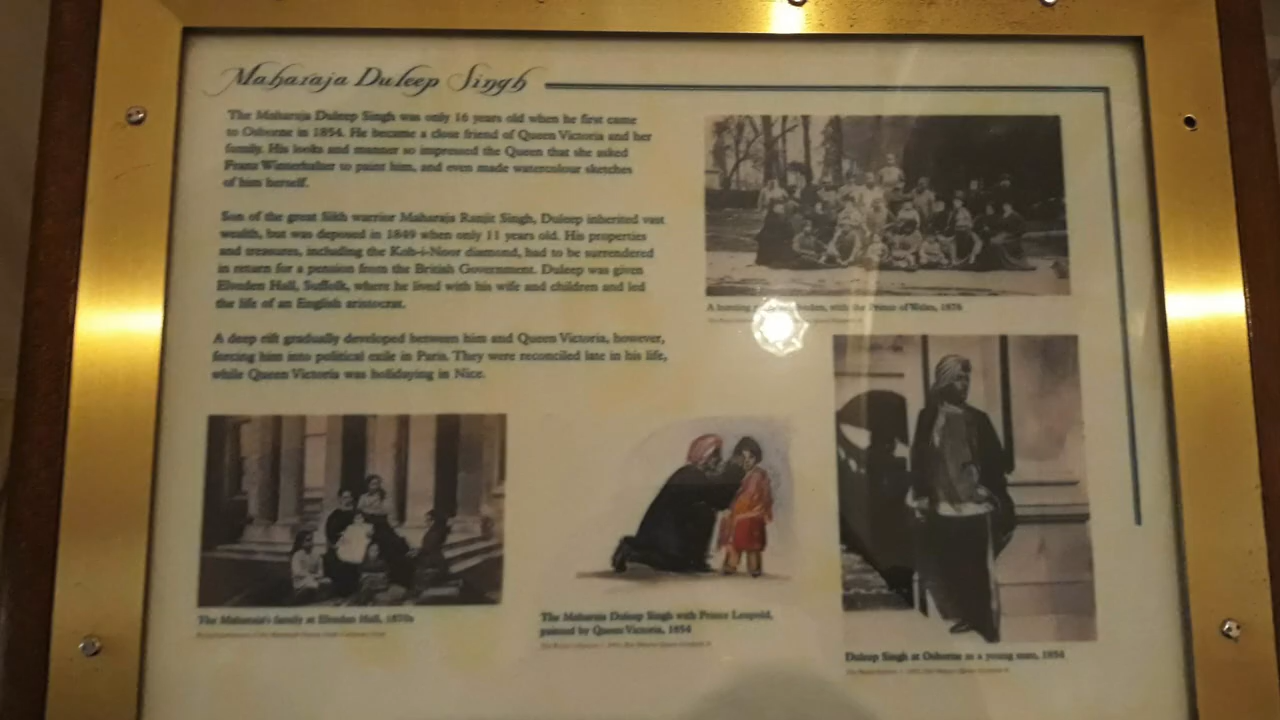 Maharaja Duleep Singh
The Maharaja Duleep Singh was only 16 years old when he first came
to Osborne in 1854. He became a close friend of Queen Victoria and her
family. His looks and manner so impressed the Queen that she asked
Franz Winterhalter to paint him, and even made watercolour sketches
of him herself.
Son of the great Sikh warrior Maharaja Ranjit Singh, Duleep inherited vast
wealth, but was deposed in 1849 when only 11 years old. His properties
and treasures, including the Koh-i-Noor diamond, had to be surrendered
in return for a pension from the British Government. Duleep was given
Elveden Hall, Suffolk, where he lived with his wife and children and led
the life of an English aristocrat.
A deep rift gradually developed between him and Queen Victoria, however,
forcing him into political exile in Paris. They were reconciled late in his life,
while Queen Victoria was holidaying in Nice.
A hunting with the Prince of Wales, 1876
The Maharaja's family at Elveden Hall, 1870s
The Maharaja Duleep Singh with Prince Leopold,
painted by Queen Victoria, 1854
Duleep Singh at Osborne as a young man, 1854